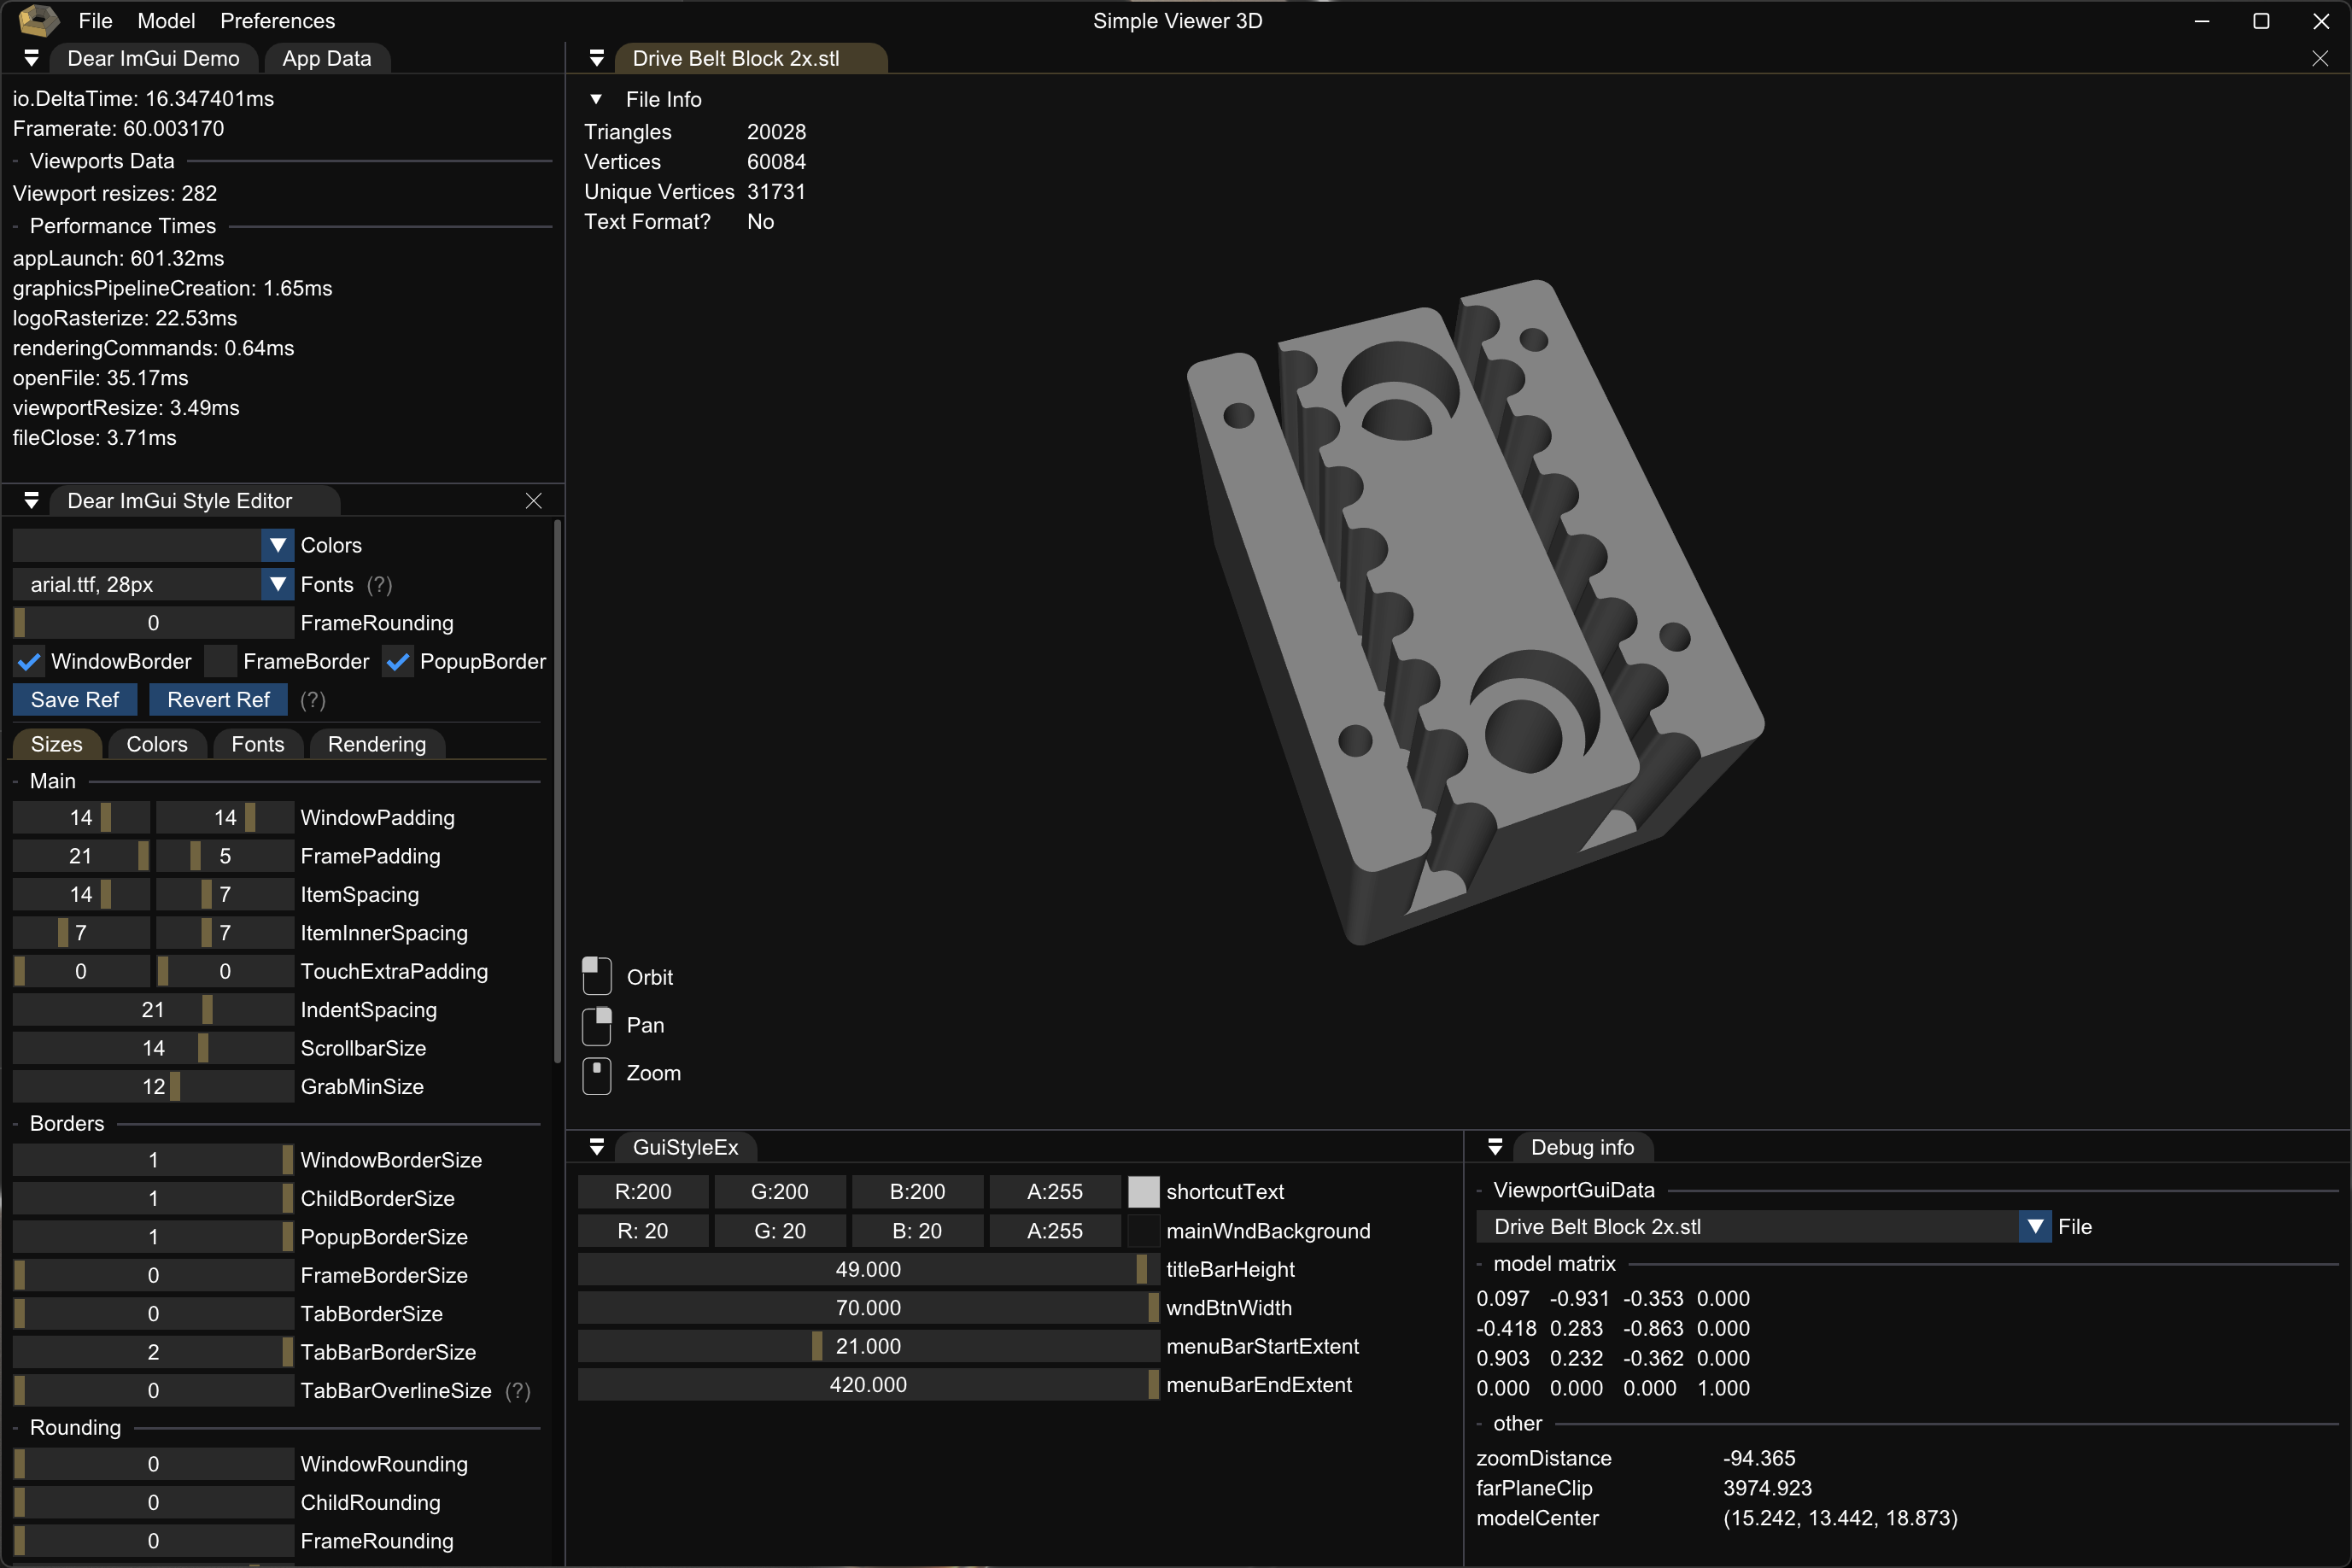 File Model Preferences
Simple Viewer 3D
Dear ImGui Demo App Data
io.DeltaTime: 16.347401ms
Framerate: 60.003170
Viewports Data
Viewport resizes: 282
Performance Times
appLaunch: 601.32ms
graphicsPipelineCreation: 1.65ms
logoRasterize: 22.53ms
renderingCommands: 0.64ms
openFile: 35.17ms
viewportResize: 3.49ms
fileClose: 3.71ms
Dear ImGui Style Editor
Colors
arial.ttf, 28px Fonts (?)
0 FrameRounding
WindowBorder FrameBorder PopupBorder
Save Ref Revert Ref (?)
Sizes Colors Fonts Rendering
Main
14 14 WindowPadding
21 5 FramePadding
14 7 ItemSpacing
7 7 ItemInnerSpacing
0 0 TouchExtraPadding
21 IndentSpacing
14 ScrollbarSize
12 GrabMinSize
Borders
1 WindowBorderSize
1 ChildBorderSize
1 PopupBorderSize
0 FrameBorderSize
0 TabBorderSize
2 TabBarBorderSize
0 TabBarOverlineSize (?)
Rounding
0 WindowRounding
0 ChildRounding
0 FrameRounding
Drive Belt Block 2x.stl
File Info
Triangles 20028
Vertices 60084
Unique Vertices 31731
Text Format? No
Orbit
Pan
Zoom
GuiStyleEx
R:200 G:200 B:200 A:255 shortcutText
R: 20 G: 20 B: 20 A:255 mainWndBackground
49.000 titleBarHeight
70.000 wndBtnWidth
21.000 menuBarStartExtent
420.000 menuBarEndExtent
Debug info
ViewportGuiData
Drive Belt Block 2x.stl File
model matrix
0.097 -0.931 -0.353 0.000
-0.418 0.283 -0.863 0.000
0.903 0.232 -0.362 0.000
0.000 0.000 0.000 1.000
other
zoomDistance -94.365
farPlaneClip 3974.923
modelCenter (15.242, 13.442, 18.873)